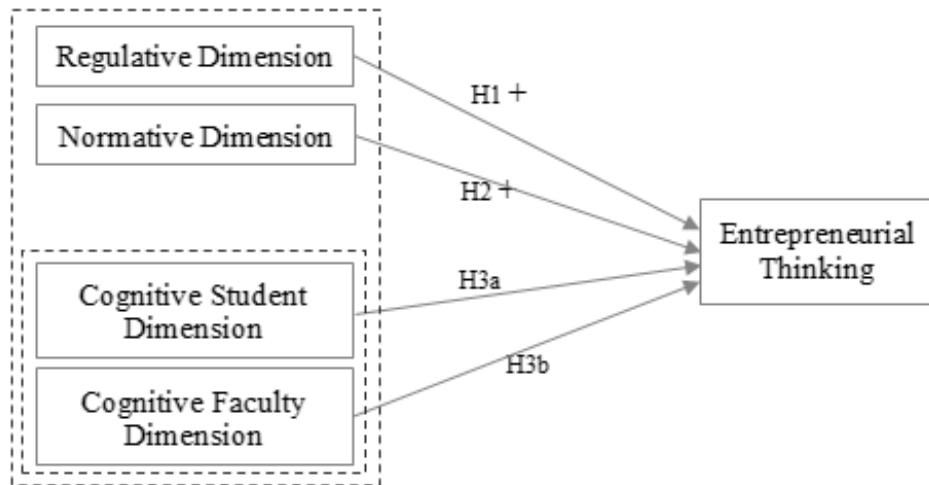 Regulative Dimension
H1 +
Normative Dimension
H2 +
Entrepreneurial
Thinking
Cognitive Student
Dimension
H3a
H3b
Cognitive Faculty
Dimension